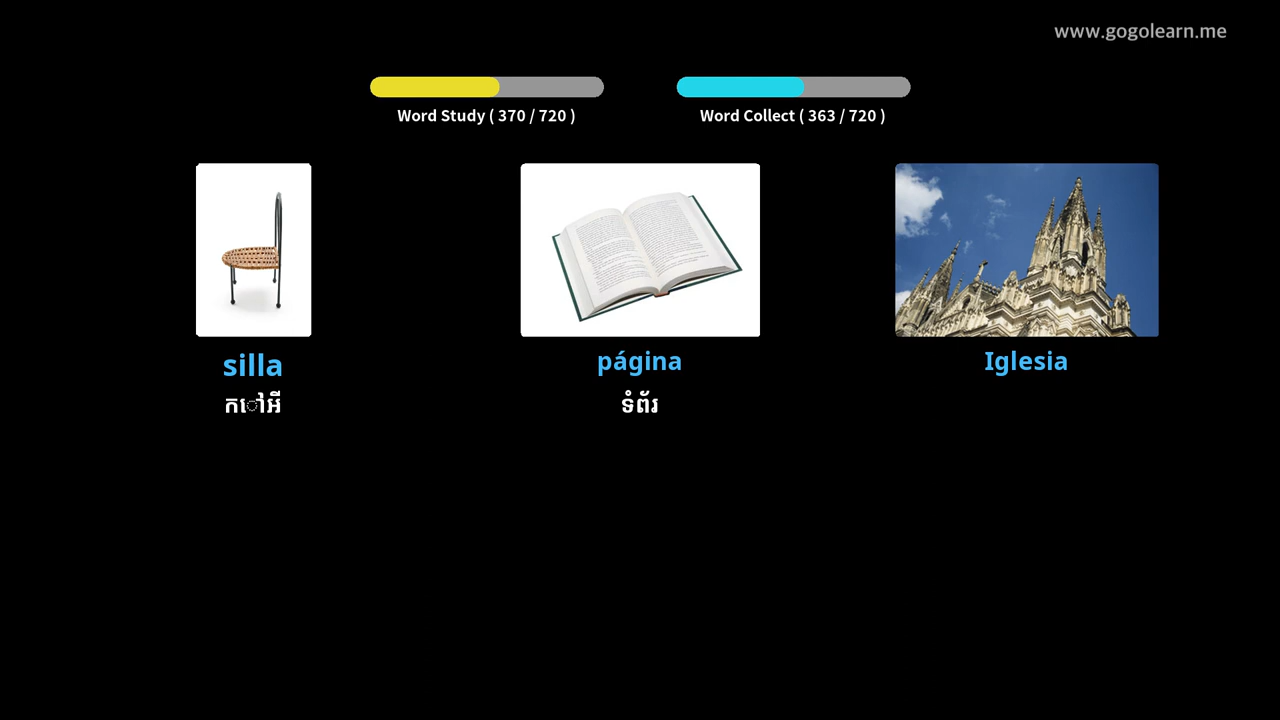 www.gogolearn.me
Word Study ( 370 / 720 )
Word Collect ( 363 / 720 )
silla
página
Iglesia
កៅអី
ទំព័រ